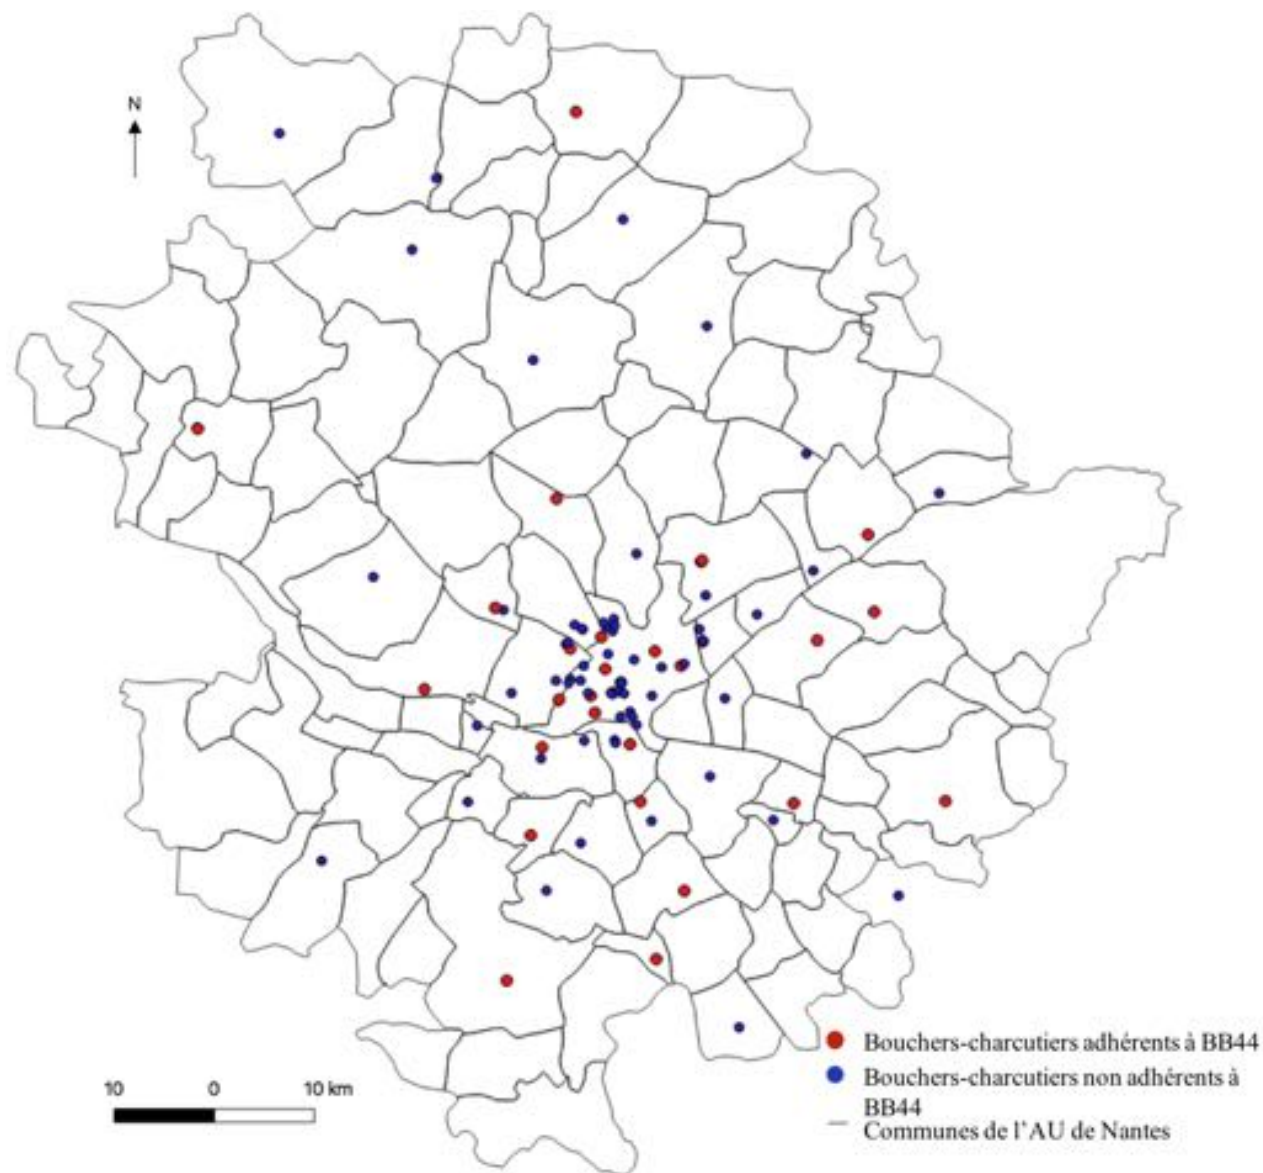 N
Bouchers-charcutiers adhérents à BB44
Bouchers-charcutiers non adhérents à
BB44
Communes de l'AU de Nantes
10 0 10 km